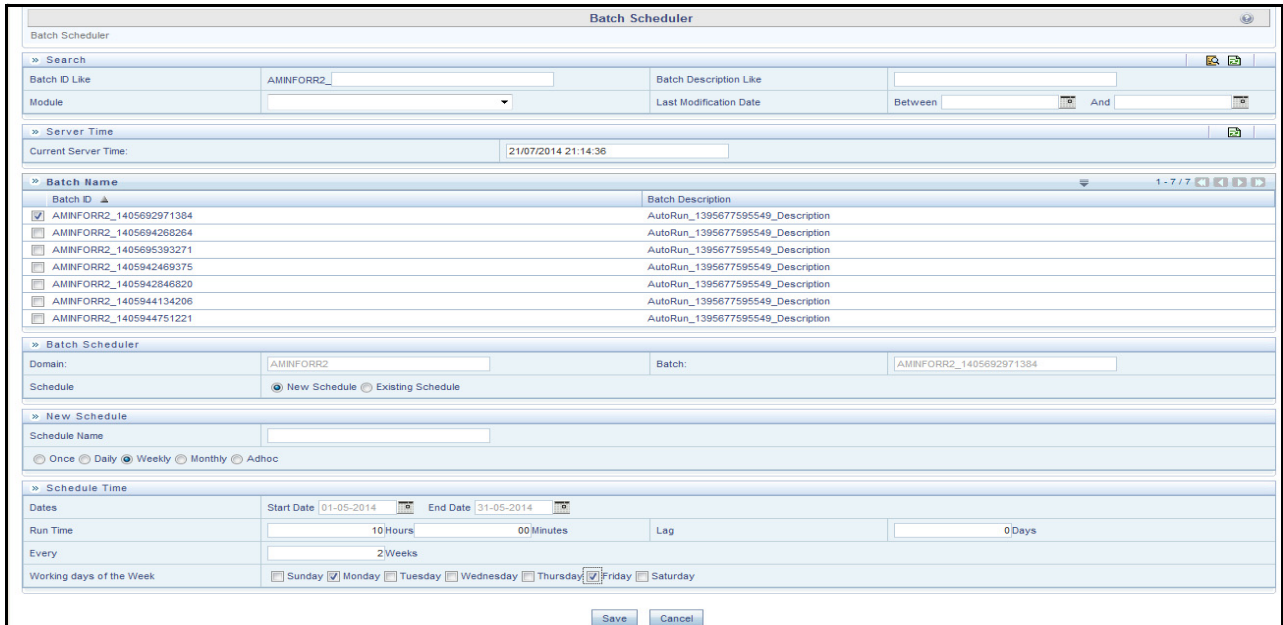 Batch Scheduler
Batch Scheduler
» Search
Batch ID Like AMINFORR2_ Batch Description Like
Module Last Modification Date Between And
» Server Time
Current Server Time: 21/07/2014 21:14:36
» Batch Name 1 - 7 / 7
Batch ID Batch Description
AMINFORR2_1405692971384 AutoRun_1395677595549_Description
AMINFORR2_1405694268264 AutoRun_1395677595549_Description
AMINFORR2_1405695393271 AutoRun_1395677595549_Description
AMINFORR2_1405942469375 AutoRun_1395677595549_Description
AMINFORR2_1405942846820 AutoRun_1395677595549_Description
AMINFORR2_1405944134206 AutoRun_1395677595549_Description
AMINFORR2_1405944751221 AutoRun_1395677595549_Description
» Batch Scheduler
Domain: AMINFORR2 Batch: AMINFORR2_1405692971384
Schedule New Schedule Existing Schedule
» New Schedule
Schedule Name
Once Daily Weekly Monthly Adhoc
» Schedule Time
Dates Start Date 01-05-2014 End Date 31-05-2014
Run Time 10 Hours 00 Minutes Lag 0 Days
Every 2 Weeks
Working days of the Week Sunday Monday Tuesday Wednesday Thursday Friday Saturday
Save Cancel